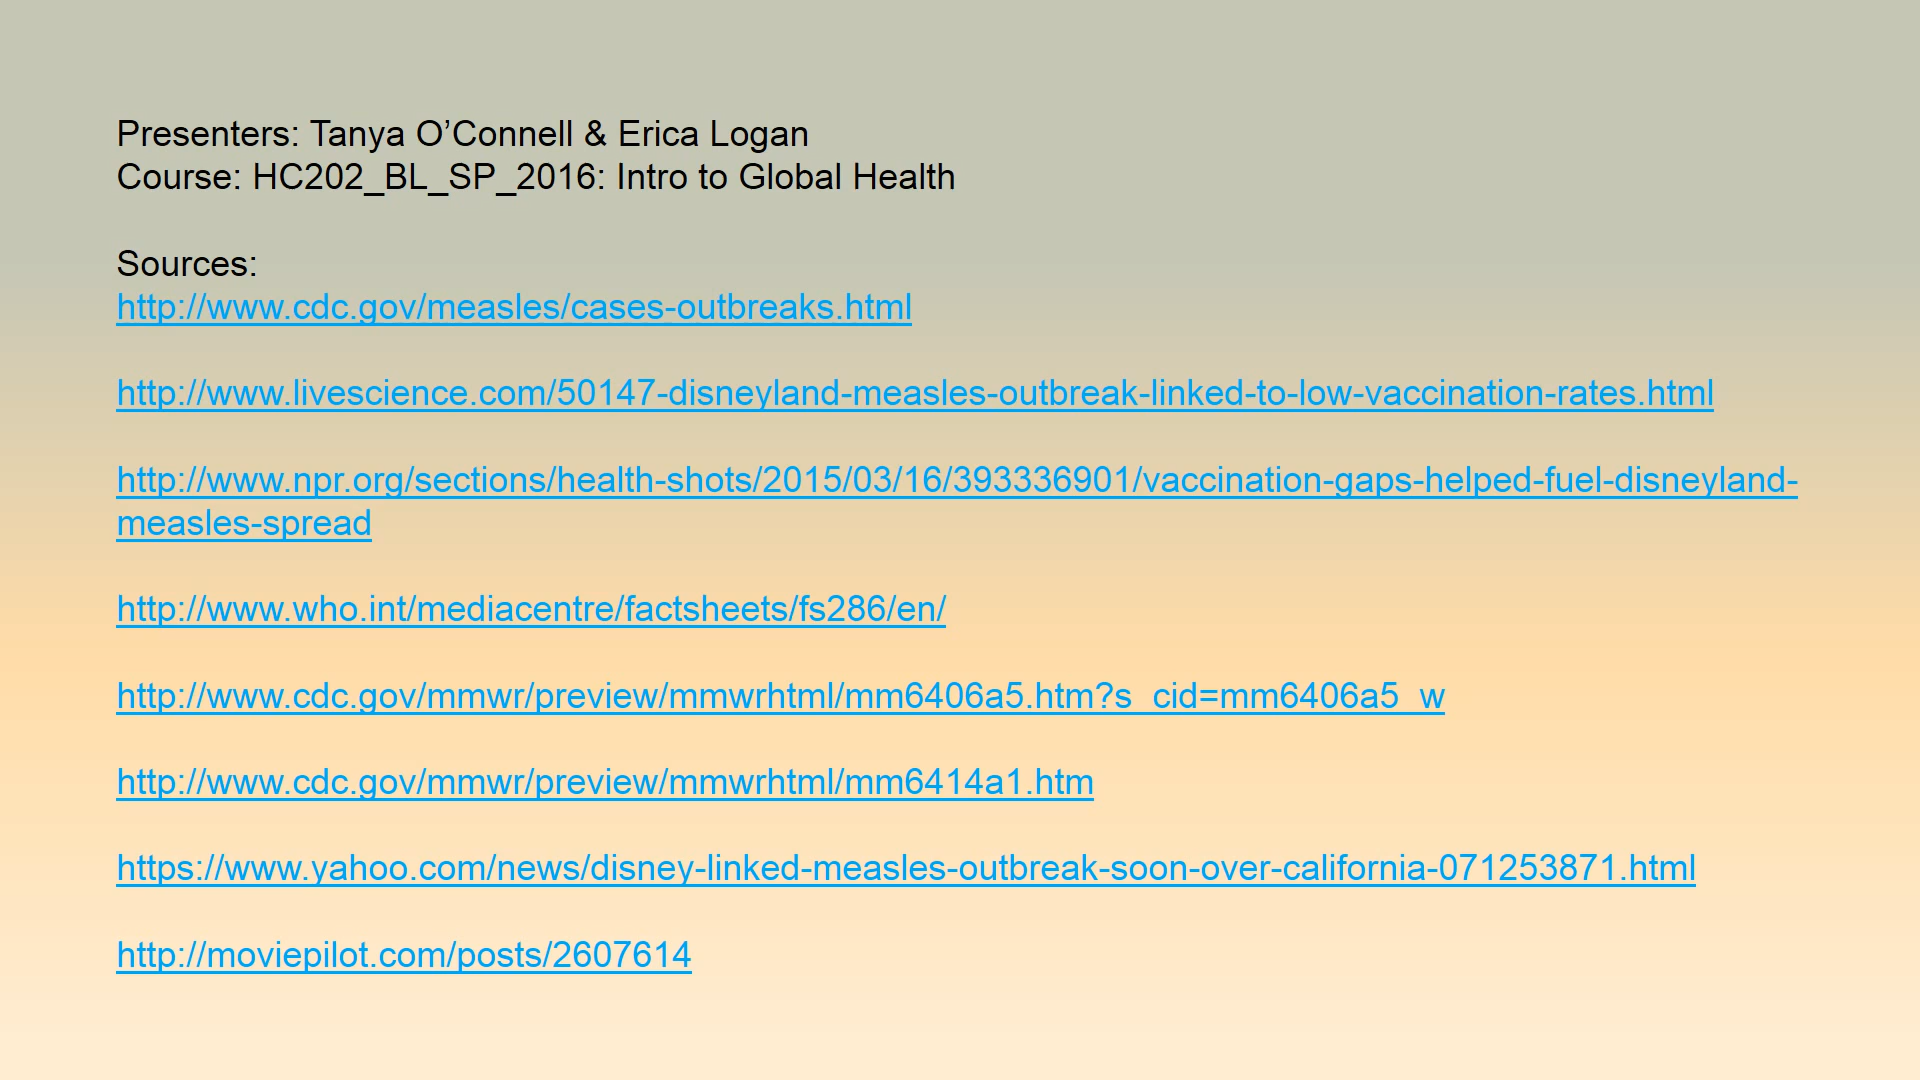 Presenters: Tanya O’Connell & Erica Logan
Course: HC202_BL_SP_2016: Intro to Global Health
Sources:
http://www.cdc.gov/measles/cases-outbreaks.html
http://www.livescience.com/50147-disneyland-measles-outbreak-linked-to-low-vaccination-rates.html
http://www.npr.org/sections/health-shots/2015/03/16/393336901/vaccination-gaps-helped-fuel-disneyland-
measles-spread
http://www.who.int/mediacentre/factsheets/fs286/en/
http://www.cdc.gov/mmwr/preview/mmwrhtml/mm6406a5.htm?s_cid=mm6406a5_w
http://www.cdc.gov/mmwr/preview/mmwrhtml/mm6414a1.htm
https://www.yahoo.com/news/disney-linked-measles-outbreak-soon-over-california-071253871.html
http://moviepilot.com/posts/2607614